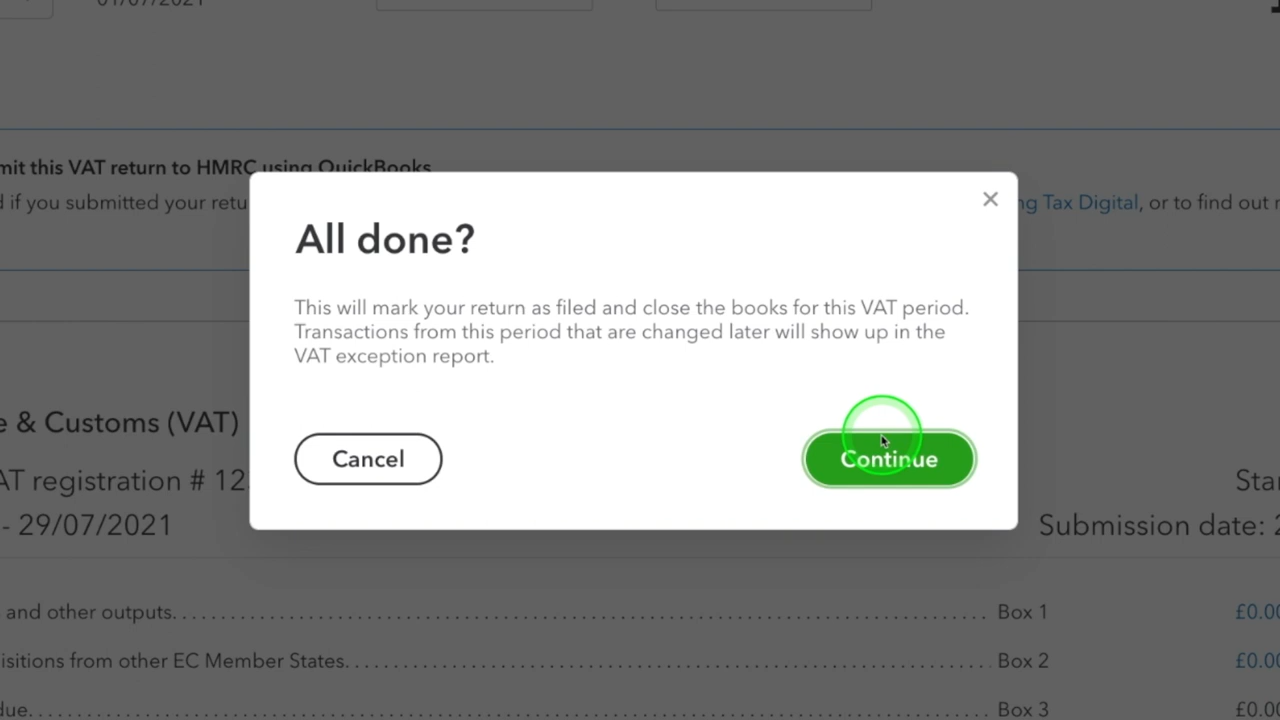 01/07/2021
mit this VAT return to HMRC using QuickBooks
d if you submitted your retu ng Tax Digital, or to find out
All done?
This will mark your return as filed and close the books for this VAT period.
Transactions from this period that are changed later will show up in the
VAT exception report.
Cancel
Continue
e & Customs (VAT)
AT registration # 12 Star
- 29/07/2021 Submission date: 2
and other outputs. Box 1 £0.00
isitions from other EC Member States. Box 2 £0.00
due. Box 3 £0.00